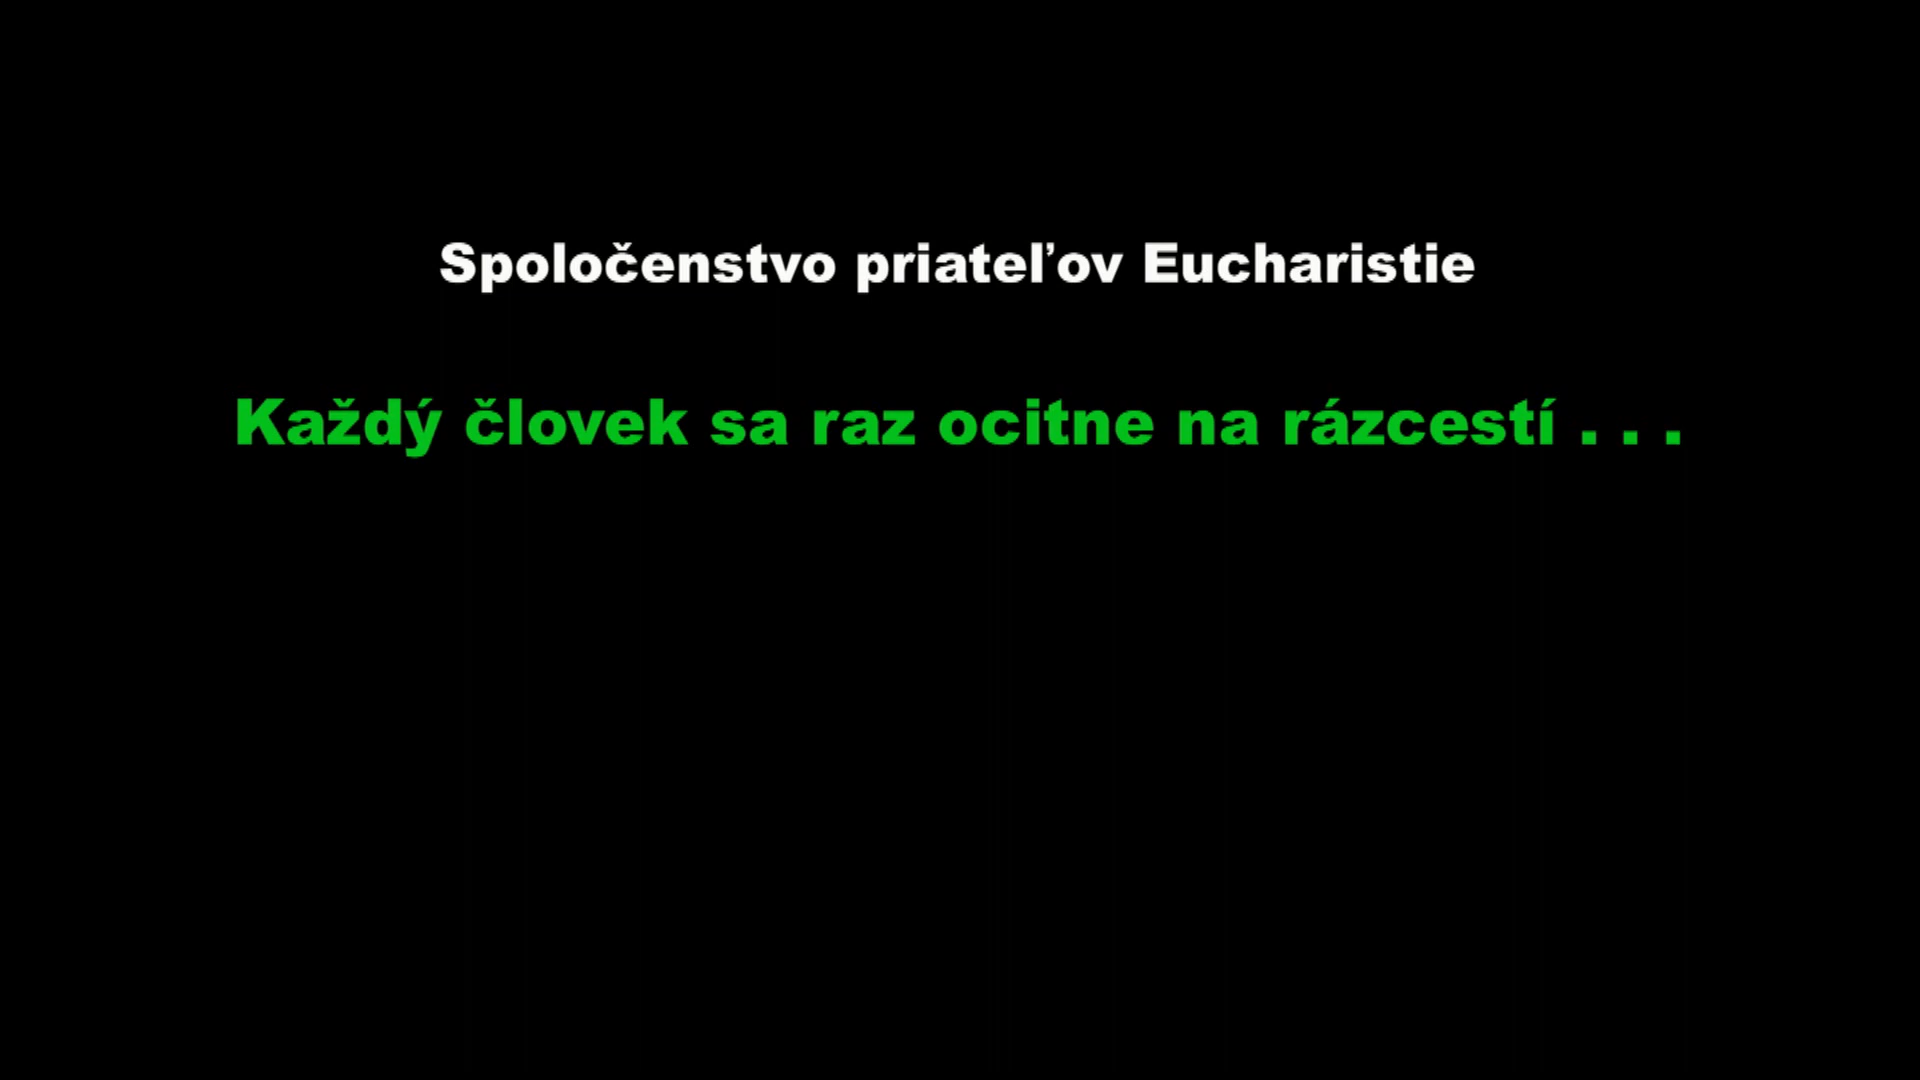 Spoločenstvo priateľov Eucharistie
Každý človek sa raz ocitne na rázcestí . . .